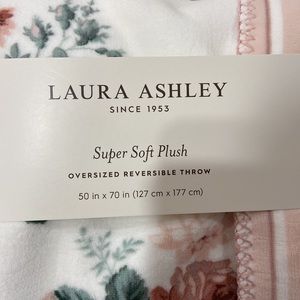 LAURA ASHLEY
SINCE 1953
Super Soft Plush
OVERSIZED REVERSIBLE THROW
50 in x 70 in (127 cm x 177 cm)